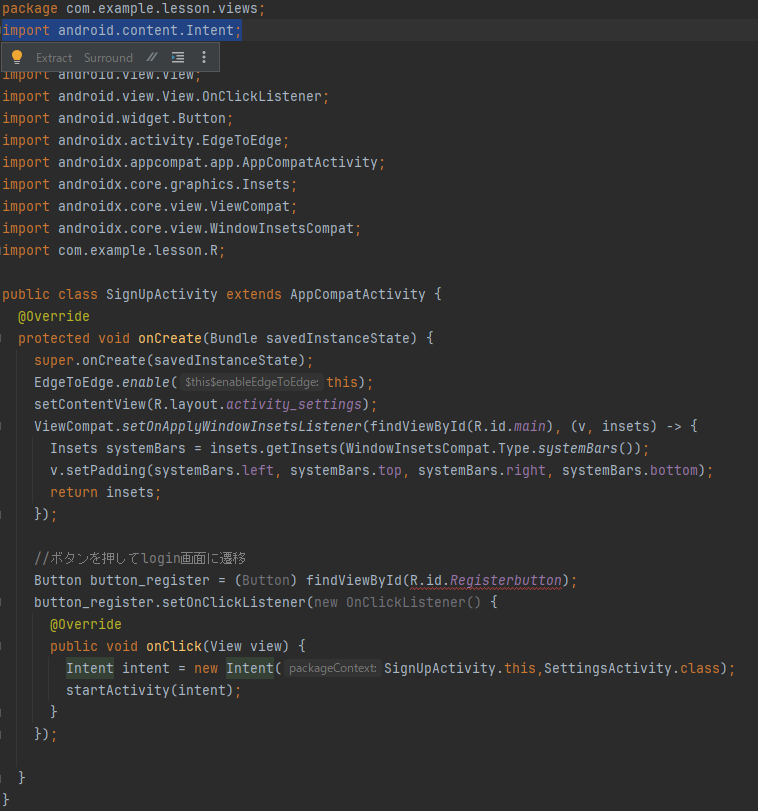 package com.example.lesson.views;
import android.content.Intent;
Extract Surround //
import android.view.View;
import android.view.View.OnClickListener;
import android.widget.Button;
import androidx.activity.EdgeToEdge;
import androidx.appcompat.app.AppCompatActivity;
import androidx.core.graphics.Insets;
import androidx.core.view.ViewCompat;
import androidx.core.view.WindowInsetsCompat;
import com.example.lesson.R;
public class SignUpActivity extends AppCompatActivity {
@Override
protected void onCreate(Bundle savedInstanceState) {
super.onCreate(savedInstanceState);
EdgeToEdge.enable( $this$enableEdgeToEdge: this);
setContentView(R.layout.activity_settings);
ViewCompat.setOnApplyWindowInsetsListener(findViewById(R.id.main), (v, insets) -> {
Insets systemBars = insets.getInsets(WindowInsetsCompat.Type.systemBars());
v.setPadding(systemBars.left, systemBars.top, systemBars.right, systemBars.bottom);
return insets;
});
//ボタンを押してlogin画面に遷移
Button button_register = (Button) findViewById(R.id.Registerbutton);
button_register.setOnClickListener(new OnClickListener() {
@Override
public void onClick(View view) {
Intent intent = new Intent( packageContext: SignUpActivity.this,SettingsActivity.class);
startActivity(intent);
}
});
}
}